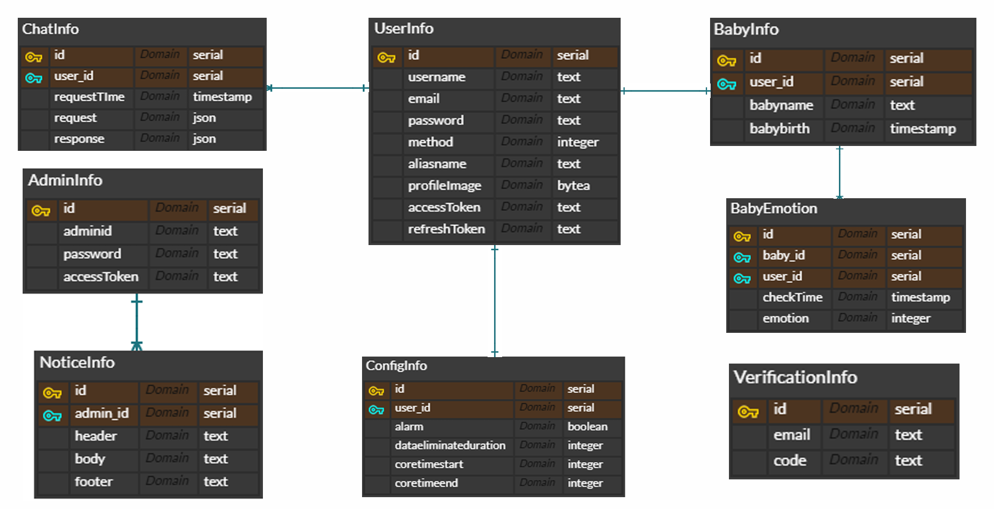 ChatInfo
id Domain serial
user_id Domain serial
requestTIme Domain timestamp
request Domain json
response Domain json
UserInfo
id Domain serial
username Domain text
email Domain text
password Domain text
method Domain integer
aliasname Domain text
profileImage Domain bytea
accessToken Domain text
refreshToken Domain text
BabyInfo
id Domain serial
user_id Domain serial
babyname Domain text
babybirth Domain timestamp
AdminInfo
id Domain serial
adminid Domain text
password Domain text
accessToken Domain text
BabyEmotion
id Domain serial
baby_id Domain serial
user_id Domain serial
checkTime Domain timestamp
emotion Domain integer
NoticeInfo
id Domain serial
admin_id Domain serial
header Domain text
body Domain text
footer Domain text
ConfigInfo
id Domain serial
user_id Domain serial
alarm Domain boolean
dataeliminateduration Domain integer
coretimestart Domain integer
coretimeend Domain integer
VerificationInfo
id Domain serial
email Domain text
code Domain text